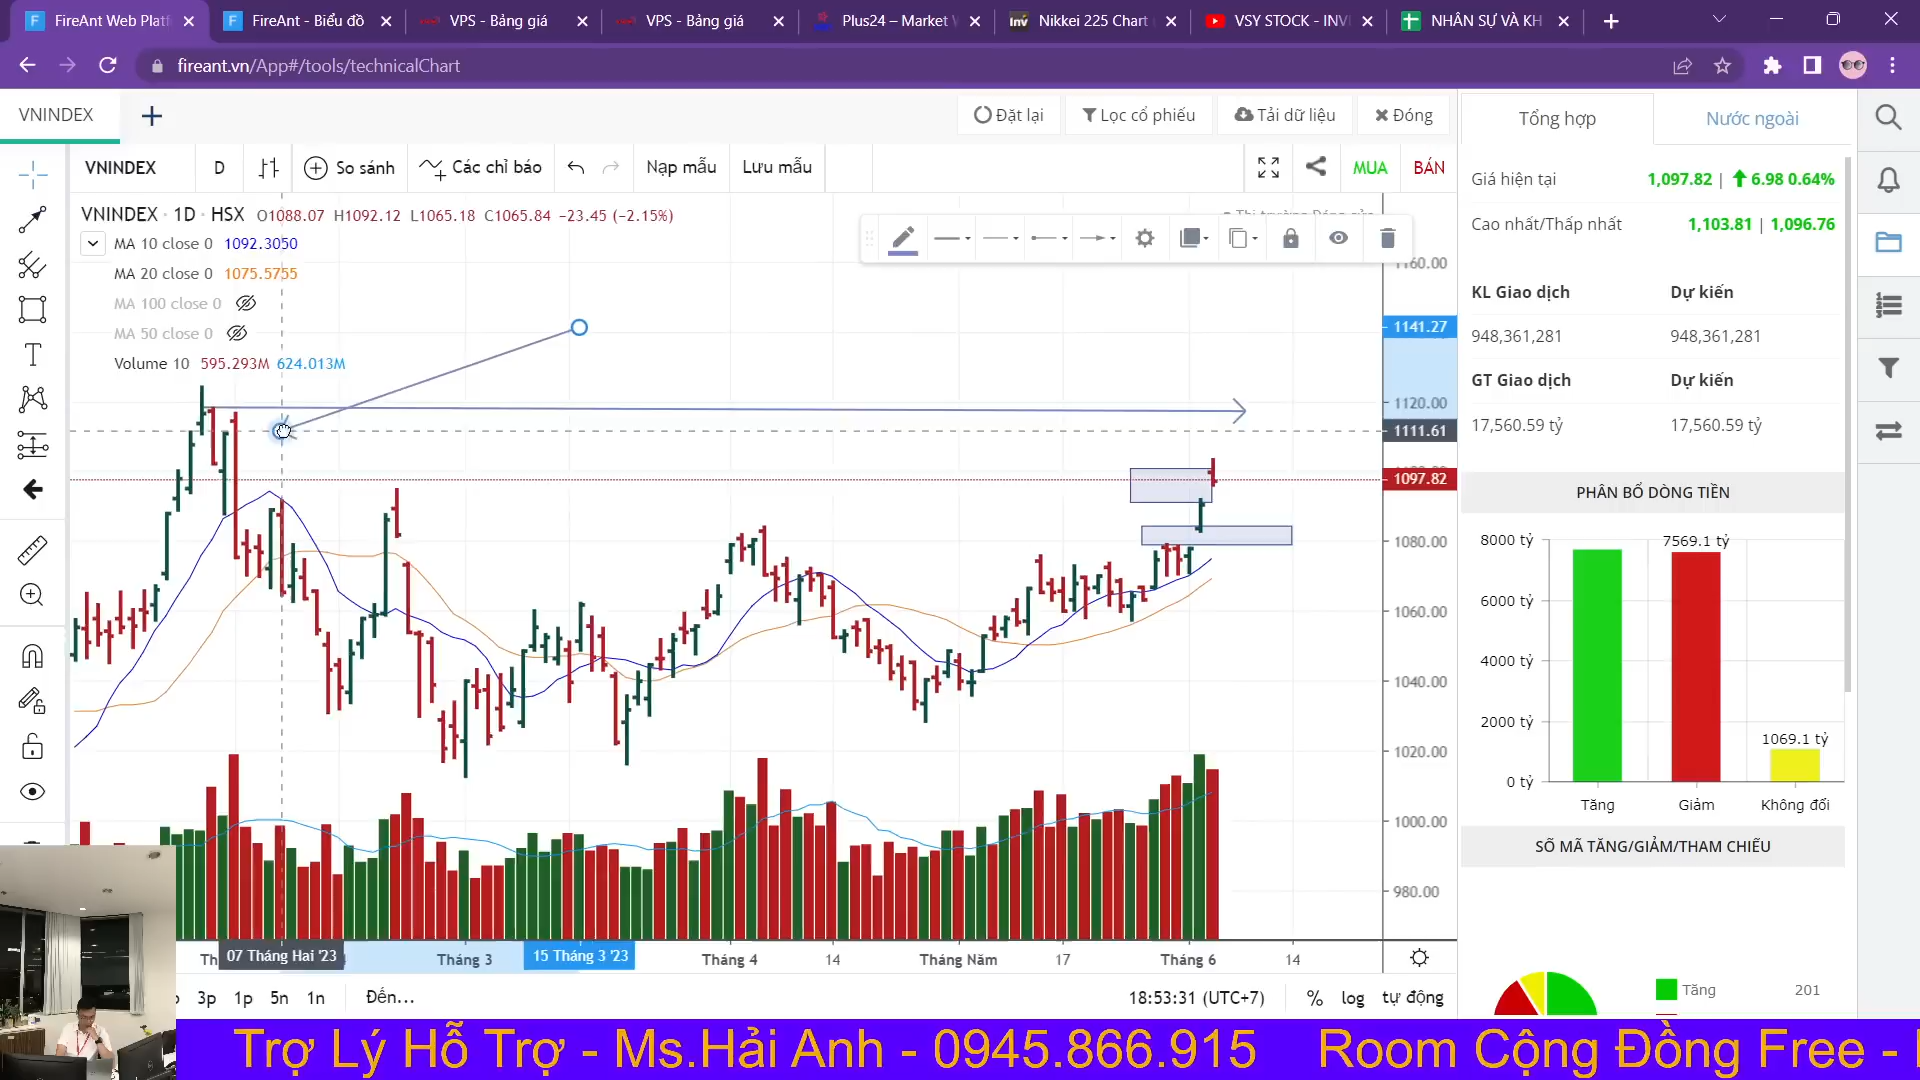 FireAnt Web Platf
FireAnt - Biểu đồ
VPS - Bảng giá
VPS - Bảng giá
Plus24 – Market
Nikkei 225 Chart
VSY STOCK - INV
NHÂN SỰ VÀ KH
fireant.vn/App#/tools/technicalChart
VNINDEX
Đặt lại
Lọc cổ phiếu
Tải dữ liệu
Đóng
VNINDEX
D
So sánh
Các chỉ báo
Nạp mẫu
Lưu mẫu
MUA
BÁN
VNINDEX · 1D · HSX O1088.07 H1092.12 L1065.18 C1065.84 −23.45 (−2.15%)
MA 10 close 0 1092.3050
MA 20 close 0 1075.5755
MA 100 close 0
MA 50 close 0
Volume 10 595.293M 624.013M
1160.00
1141.27
1120.00
1111.61
1097.82
1080.00
1060.00
1040.00
1020.00
1000.00
980.00
07 Tháng Hai '23
Tháng 3
15 Tháng 3 '23
Tháng 4
14
Tháng Năm
17
Tháng 6
14
3p
1p
5n
1n
Đến...
18:53:31 (UTC+7)
%
log
tự động
Tổng hợp
Nước ngoài
Giá hiện tại
1,097.82 | 6.98 0.64%
Cao nhất/Thấp nhất
1,103.81 | 1,096.76
KL Giao dịch
Dự kiến
948,361,281
948,361,281
GT Giao dịch
Dự kiến
17,560.59 tỷ
17,560.59 tỷ
PHÂN BỔ DÒNG TIỀN
8000 tỷ
6000 tỷ
4000 tỷ
2000 tỷ
0 tỷ
7569.1 tỷ
1069.1 tỷ
Tăng
Giảm
Không đổi
SỐ MÃ TĂNG/GIẢM/THAM CHIẾU
Tăng
201
Trợ Lý Hỗ Trợ - Ms.Hải Anh - 0945.866.915
Room Cộng Đồng Free -